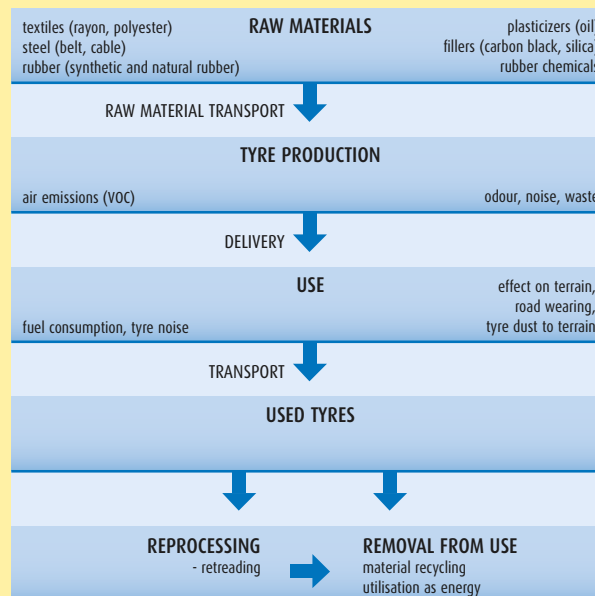 RAW MATERIALS
textiles (rayon, polyester)
steel (belt, cable)
rubber (synthetic and natural rubber)
plasticizers (oil)
fillers (carbon black, silica)
rubber chemicals
RAW MATERIAL TRANSPORT
TYRE PRODUCTION
air emissions (VOC)
odour, noise, waste
DELIVERY
USE
fuel consumption, tyre noise
effect on terrain,
road wearing,
tyre dust to terrain
TRANSPORT
USED TYRES
REPROCESSING
- retreading
REMOVAL FROM USE
material recycling
utilisation as energy